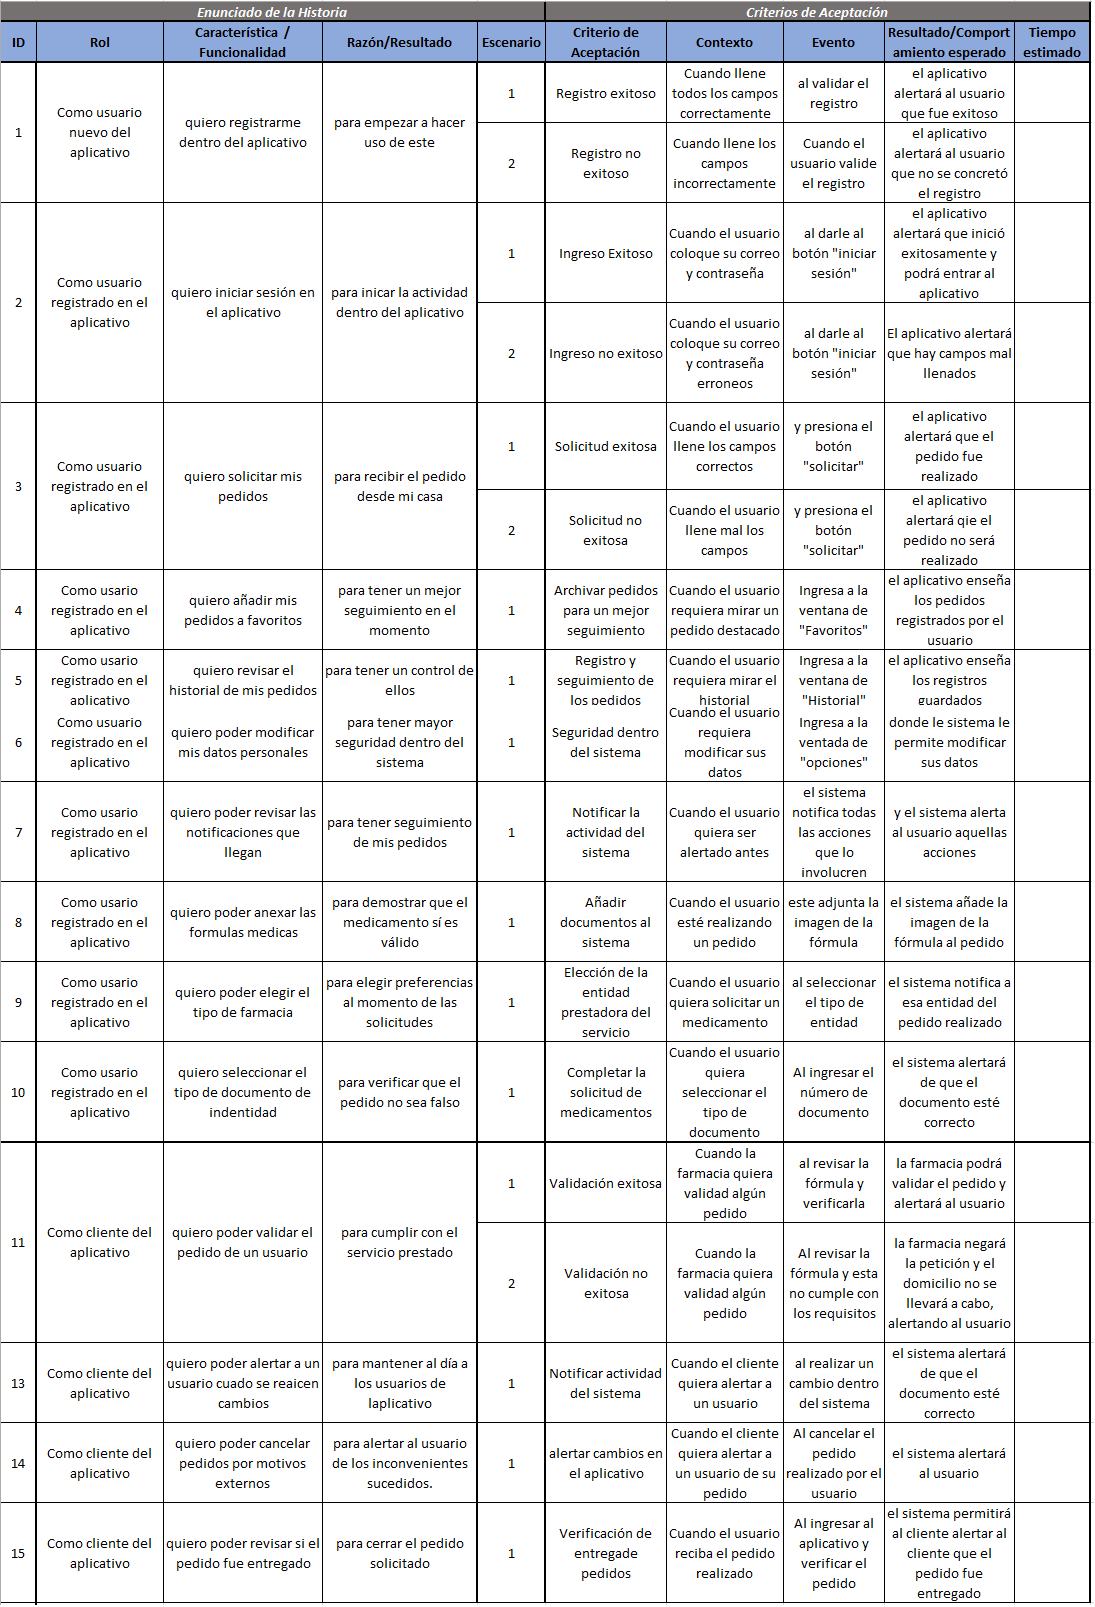 Enunciado de la Historia
Criterios de Aceptación
ID
Rol
Característica /
Funcionalidad
Razón/Resultado
Escenario
Criterio de
Aceptación
Contexto
Evento
Resultado/Comport
amiento esperado
Tiempo
estimado
1
Como usuario
nuevo del
aplicativo
quiero registrarme
dentro del aplicativo
para empezar a hacer
uso de este
1
Registro exitoso
Cuando llene
todos los campos
correctamente
al validar el
registro
el aplicativo
alertará al usuario
que fue exitoso
2
Registro no
exitoso
Cuando llene los
campos
incorrectamente
Cuando el
usuario valide
el registro
el aplicativo
alertará al usuario
que no se concretó
el registro
2
Como usuario
registrado en el
aplicativo
quiero iniciar sesión en
el aplicativo
para inicar la actividad
dentro del aplicativo
1
Ingreso Exitoso
Cuando el usuario
coloque su correo
y contraseña
al darle al
botón "iniciar
sesión"
el aplicativo
alertará que inició
exitosamente y
podrá entrar al
aplicativo
2
Ingreso no exitoso
Cuando el usuario
coloque su correo
y contraseña
erroneos
al darle al
botón "iniciar
sesión"
El aplicativo alertará
que hay campos mal
llenados
3
Como usuario
registrado en el
aplicativo
quiero solicitar mis
pedidos
para recibir el pedido
desde mi casa
1
Solicitud exitosa
Cuando el usuario
llene los campos
correctos
y presiona el
botón
"solicitar"
el aplicativo
alertará que el
pedido fue
realizado
2
Solicitud no
exitosa
Cuando el usuario
llene mal los
campos
y presiona el
botón
"solicitar"
el aplicativo
alertará qie el
pedido no será
realizado
4
Como usario
registrado en el
aplicativo
quiero añadir mis
pedidos a favoritos
para tener un mejor
seguimiento en el
momento
1
Archivar pedidos
para un mejor
seguimiento
Cuando el usuario
requiera mirar un
pedido destacado
Ingresa a la
ventana de
"Favoritos"
el aplicativo enseña
los pedidos
registrados por el
usuario
5
Como usario
registrado en el
aplicativo
quiero revisar el
historial de mis pedidos
para tener un control de
ellos
1
Registro y
seguimiento de
los pedidos
Cuando el usuario
requiera mirar el
historial
Ingresa a la
ventana de
"Historial"
el aplicativo enseña
los registros
guardados
6
Como usuario
registrado en el
aplicativo
quiero poder modificar
mis datos personales
para tener mayor
seguridad dentro del
sistema
1
Seguridad dentro
del sistema
Cuando el usuario
requiera
modificar sus
datos
Ingresa a la
ventada de
"opciones"
donde le sistema le
permite modificar
sus datos
7
Como usario
registrado en el
aplicativo
quiero poder revisar las
notificaciones que
llegan
para tener seguimiento
de mis pedidos
1
Notificar la
actividad del
sistema
Cuando el usuario
quiera ser
alertado antes
el sistema
notifica todas
las acciones
que lo
involucren
y el sistema alerta
al usuario aquellas
acciones
8
Como usario
registrado en el
aplicativo
quiero poder anexar las
formulas medicas
para demostrar que el
medicamento sí es
válido
1
Añadir
documentos al
sistema
Cuando el usuario
esté realizando
un pedido
este adjunta la
imagen de la
fórmula
el sistema añade la
imagen de la
fórmula al pedido
9
Como usario
registrado en el
aplicativo
quiero poder elegir el
tipo de farmacia
para elegir preferencias
al momento de las
solicitudes
1
Elección de la
entidad
prestadora del
servicio
Cuando el usuario
quiera solicitar un
medicamento
al seleccionar
el tipo de
entidad
el sistema notifica a
esa entidad del
pedido realizado
10
Como usario
registrado en el
aplicativo
quiero seleccionar el
tipo de documento de
indentidad
para verificar que el
pedido no sea falso
1
Completar la
solicitud de
medicamentos
Cuando el usuario
quiera
seleccionar el
tipo de
documento
Al ingresar el
número de
documento
el sistema alertará
de que el
documento esté
correcto
11
Como cliente del
aplicativo
quiero poder validar el
pedido de un usuario
para cumplir con el
servicio prestado
1
Validación exitosa
Cuando la
farmacia quiera
validad algún
pedido
al revisar la
fórmula y
verificarla
la farmacia podrá
validar el pedido y
alertará al usuario
2
Validación no
exitosa
Cuando la
farmacia quiera
validad algún
pedido
Al revisar la
fórmula y esta
no cumple con
los requisitos
la farmacia negará
la petición y el
domicilio no se
llevará a cabo,
alertando al usuario
13
Como cliente del
aplicativo
quiero poder alertar a un
usuario cuado se reaicen
cambios
para mantener al día a
los usuarios de
laplicativo
1
Notificar actividad
del sistema
Cuando el cliente
quiera alertar a
un usuario
al realizar un
cambio dentro
del sistema
el sistema alertará
de que el
documento esté
correcto
14
Como cliente del
aplicativo
quiero poder cancelar
pedidos por motivos
externos
para alertar al usuario
de los inconvenientes
sucedidos.
1
alertar cambios en
el aplicativo
Cuando el cliente
quiera alertar a
un usuario de su
pedido
Al cancelar el
pedido
realizado por el
usuario
el sistema alertará
al usuario
15
Como cliente del
aplicativo
quiero poder revisar si el
pedido fue entregado
para cerrar el pedido
solicitado
1
Verificación de
entregade
pedidos
Cuando el usuario
reciba el pedido
realizado
Al ingresar al
aplicativo y
verificar el
pedido
el sistema permitirá
al cliente alertar al
cliente que el
pedido fue
entregado